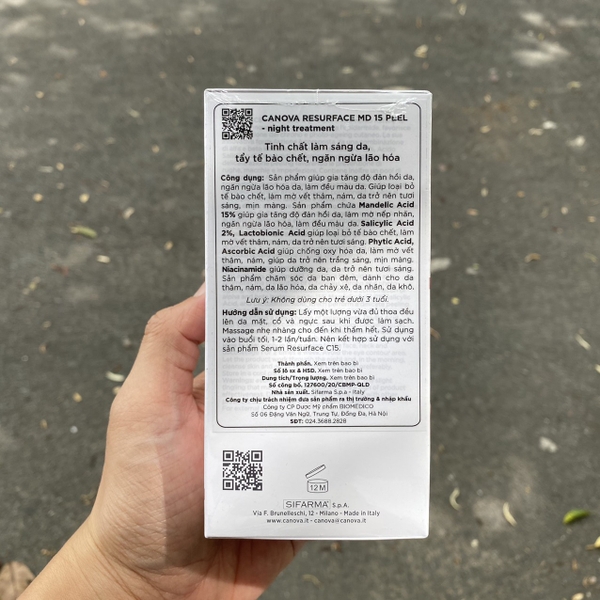 CANOVA RESURFACE MD 15 PEEL
- night treatment
Tinh chất làm sáng da,
tẩy tế bào chết, ngăn ngừa lão hóa
Công dụng: Sản phẩm giúp gia tăng độ đàn hồi da,
ngăn ngừa lão hóa da, làm đều màu da. Giúp loại bỏ
tế bào chết, làm mờ vết thâm, nám, da trở nên tươi
sáng, mịn màng. Sản phẩm chứa Mandelic Acid
15% giúp gia tăng độ đàn hồi da, làm mờ nếp nhăn,
ngăn ngừa lão hóa da, làm đều màu da. Salicylic Acid
2%, Lactobionic Acid giúp loại bỏ tế bào chết, làm
mờ vết thâm, nám, da trở nên tươi sáng. Phytic Acid,
Ascorbic Acid giúp chống oxy hóa da, làm mờ vết
thâm, nám, giúp da trở nên trắng sáng, mịn màng.
Niacinamide giúp dưỡng da, da trở nên tươi sáng.
Sản phẩm chăm sóc da ban đêm, dành cho da
thâm, nám, da lão hóa, da chảy xệ, da nhăn, da khô.
Lưu ý: Không dùng cho trẻ dưới 3 tuổi.
Hướng dẫn sử dụng: Lấy một lượng vừa đủ thoa đều
lên da mặt, cổ và ngực sau khi được làm sạch.
Massage nhẹ nhàng cho đến khi thẩm hết. Sử dụng
vào buổi tối, 1-2 lần/tuần. Nên kết hợp sử dụng với
sản phẩm Serum Resurface C15.
Thành phần, Xem trên bao bì
Số lô sx & HSD, Xem trên bao bì
Dung tích/Trọng lượng, Xem trên bao bì
Số công bố, 127600/20/CBMP-QLD
Nhà sản xuất. Sifarma S.p.a - Italy
Công ty chịu trách nhiệm đưa sản phẩm ra thị trường & nhập khẩu
Công ty CP Dược Mỹ phẩm BIOMEDICO
Số 06 Đặng Văn Ngữ, Trung Tự, Đống Đa, Hà Nội
SĐT: 024.3688.2828
12 M
SIFARMA S.p.A.
Via F. Brunelleschi, 12 - Milano - Made in Italy
www.canova.it - canova@canova.it